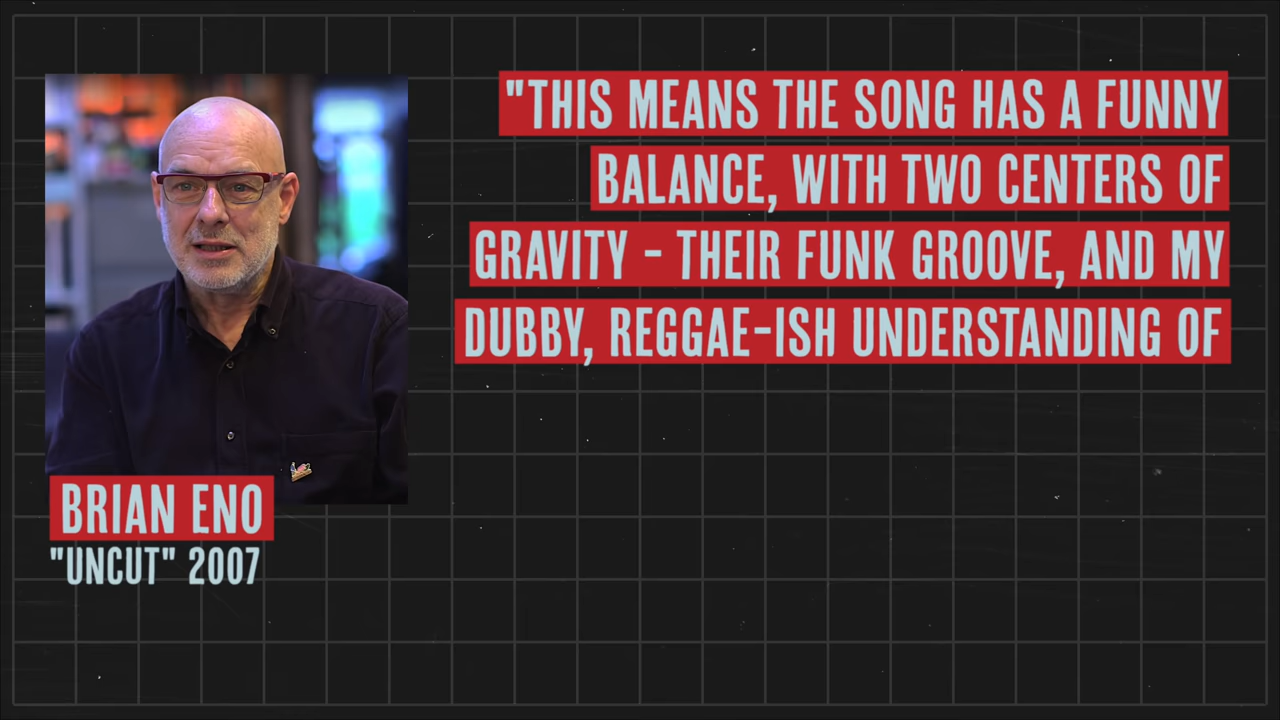 "THIS MEANS THE SONG HAS A FUNNY
BALANCE, WITH TWO CENTERS OF
GRAVITY - THEIR FUNK GROOVE, AND MY
DUBBY, REGGAE-ISH UNDERSTANDING OF
BRIAN ENO
"UNCUT" 2007